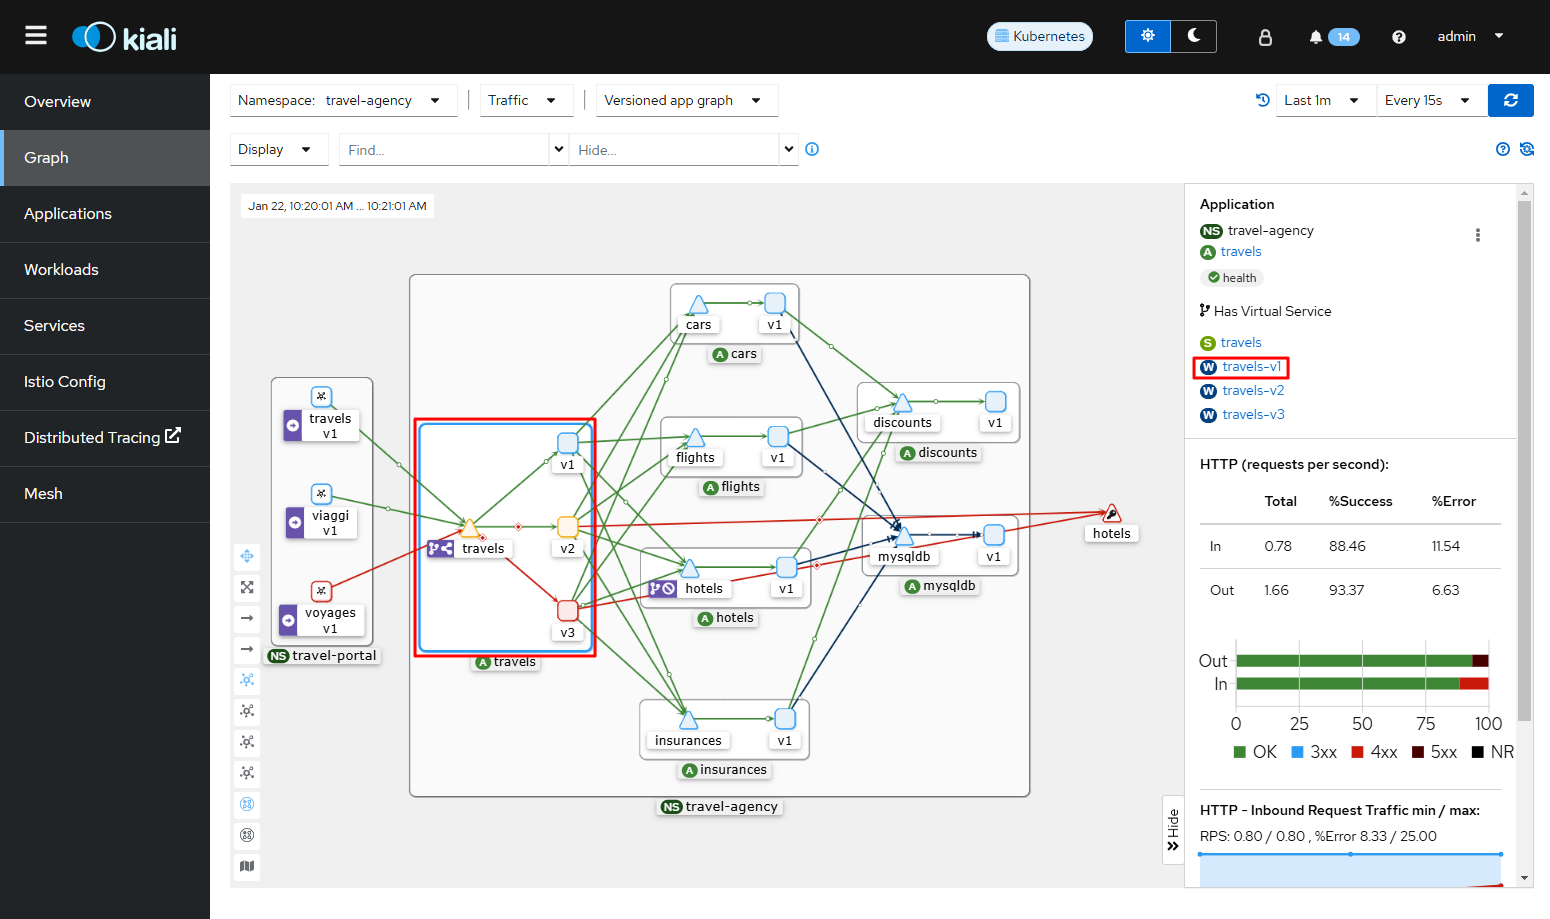 kiali
Kubernetes
14
admin
Overview
Graph
Applications
Workloads
Services
Istio Config
Distributed Tracing
Mesh
Namespace: travel-agency
Traffic
Versioned app graph
Last 1m
Every 15s
Display
Find...
Hide...
Jan 22, 10:20:01 AM ... 10:21:01 AM
cars
v1
A cars
travels
v1
viaggi
v1
voyages
v1
NS travel-portal
v1
travels
v2
v3
A travels
flights
v1
A flights
hotels
v1
A hotels
insurances
v1
A insurances
discounts
v1
A discounts
mysqldb
v1
A mysqldb
hotels
NS travel-agency
Hide
Application
NS travel-agency
A travels
health
Has Virtual Service
S travels
W travels-v1
W travels-v2
W travels-v3
HTTP (requests per second):
Total %Success %Error
In 0.78 88.46 11.54
Out 1.66 93.37 6.63
Out
In
0 25 50 75 100
OK 3xx 4xx 5xx NR
HTTP - Inbound Request Traffic min / max:
RPS: 0.80 / 0.80 , %Error 8.33 / 25.00